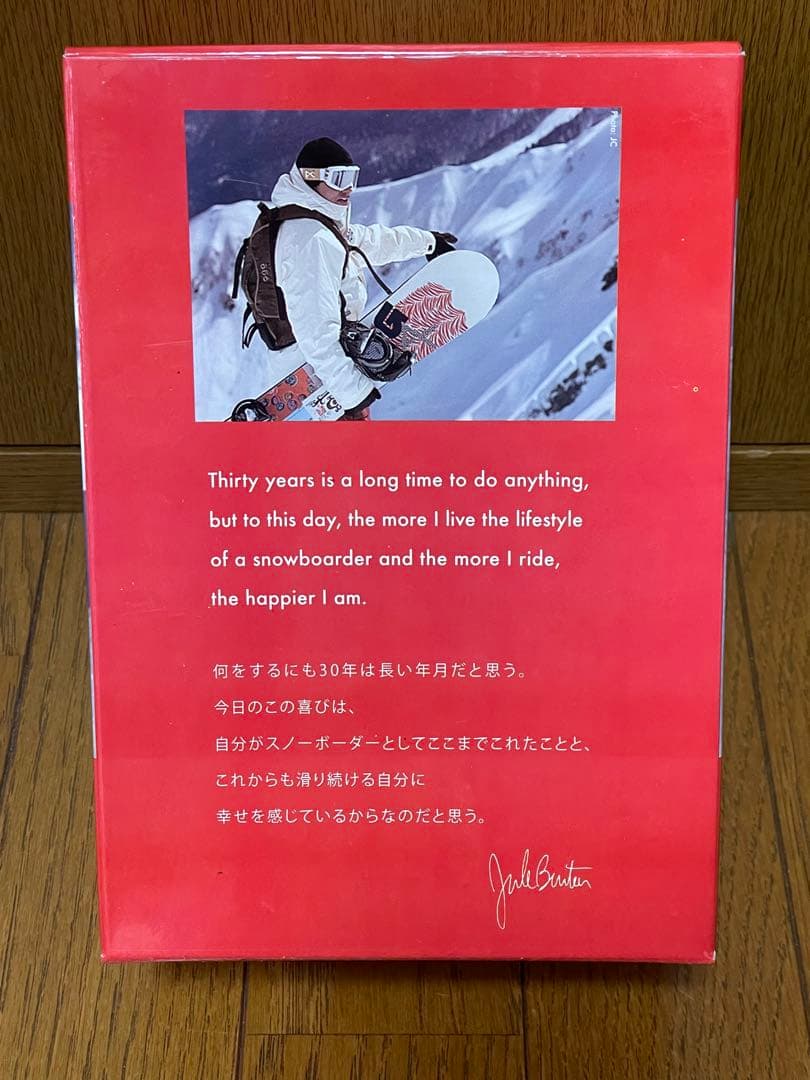 Photo: JC
Thirty years is a long time to do anything,
but to this day, the more I live the lifestyle
of a snowboarder and the more I ride,
the happier I am.
何をするにも30年は長い年月だと思う。
今日のこの喜びは、
自分がスノーボーダーとしてここまでこれたことと、
これからも滑り続ける自分に
幸せを感じているからなのだと思う。
Jake Burton